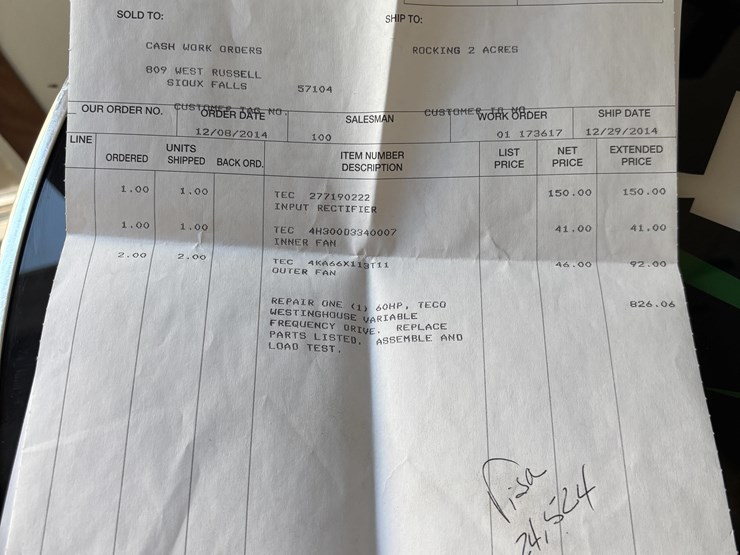 SOLD TO:
SHIP TO:
CASH WORK ORDERS
ROCKING 2 ACRES
809 WEST RUSSELL
SIOUX FALLS 57104
CUSTOMER TAG NO. CUSTOMER ID NO
OUR ORDER NO. ORDER DATE SALESMAN WORK ORDER SHIP DATE
12/08/2014 100 01 173617 12/29/2014
LINE UNITS ITEM NUMBER LIST NET EXTENDED
ORDERED SHIPPED BACK ORD. DESCRIPTION PRICE PRICE PRICE
1.00 1.00 TEC 277190222 150.00 150.00
INPUT RECTIFIER
1.00 1.00 TEC 4H300D3340007 41.00 41.00
INNER FAN
2.00 2.00 TEC 4KA66X113T11 46.00 92.00
OUTER FAN
REPAIR ONE (1) 60HP, TECO 826.06
WESTINGHOUSE VARIABLE
FREQUENCY DRIVE. REPLACE
PARTS LISTED, ASSEMBLE AND
LOAD TEST.
Visa